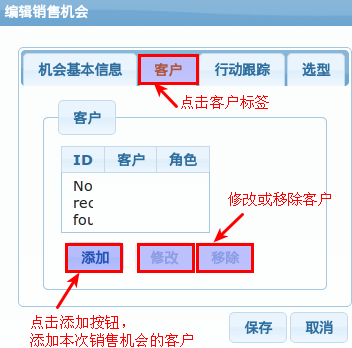 编辑销售机会
机会基本信息 客户 行动跟踪 选型
点击客户标签
客户
ID 客户 角色
No
rec
fou
修改或移除客户
添加 修改 移除
点击添加按钮，
添加本次销售机会的客户
保存 取消